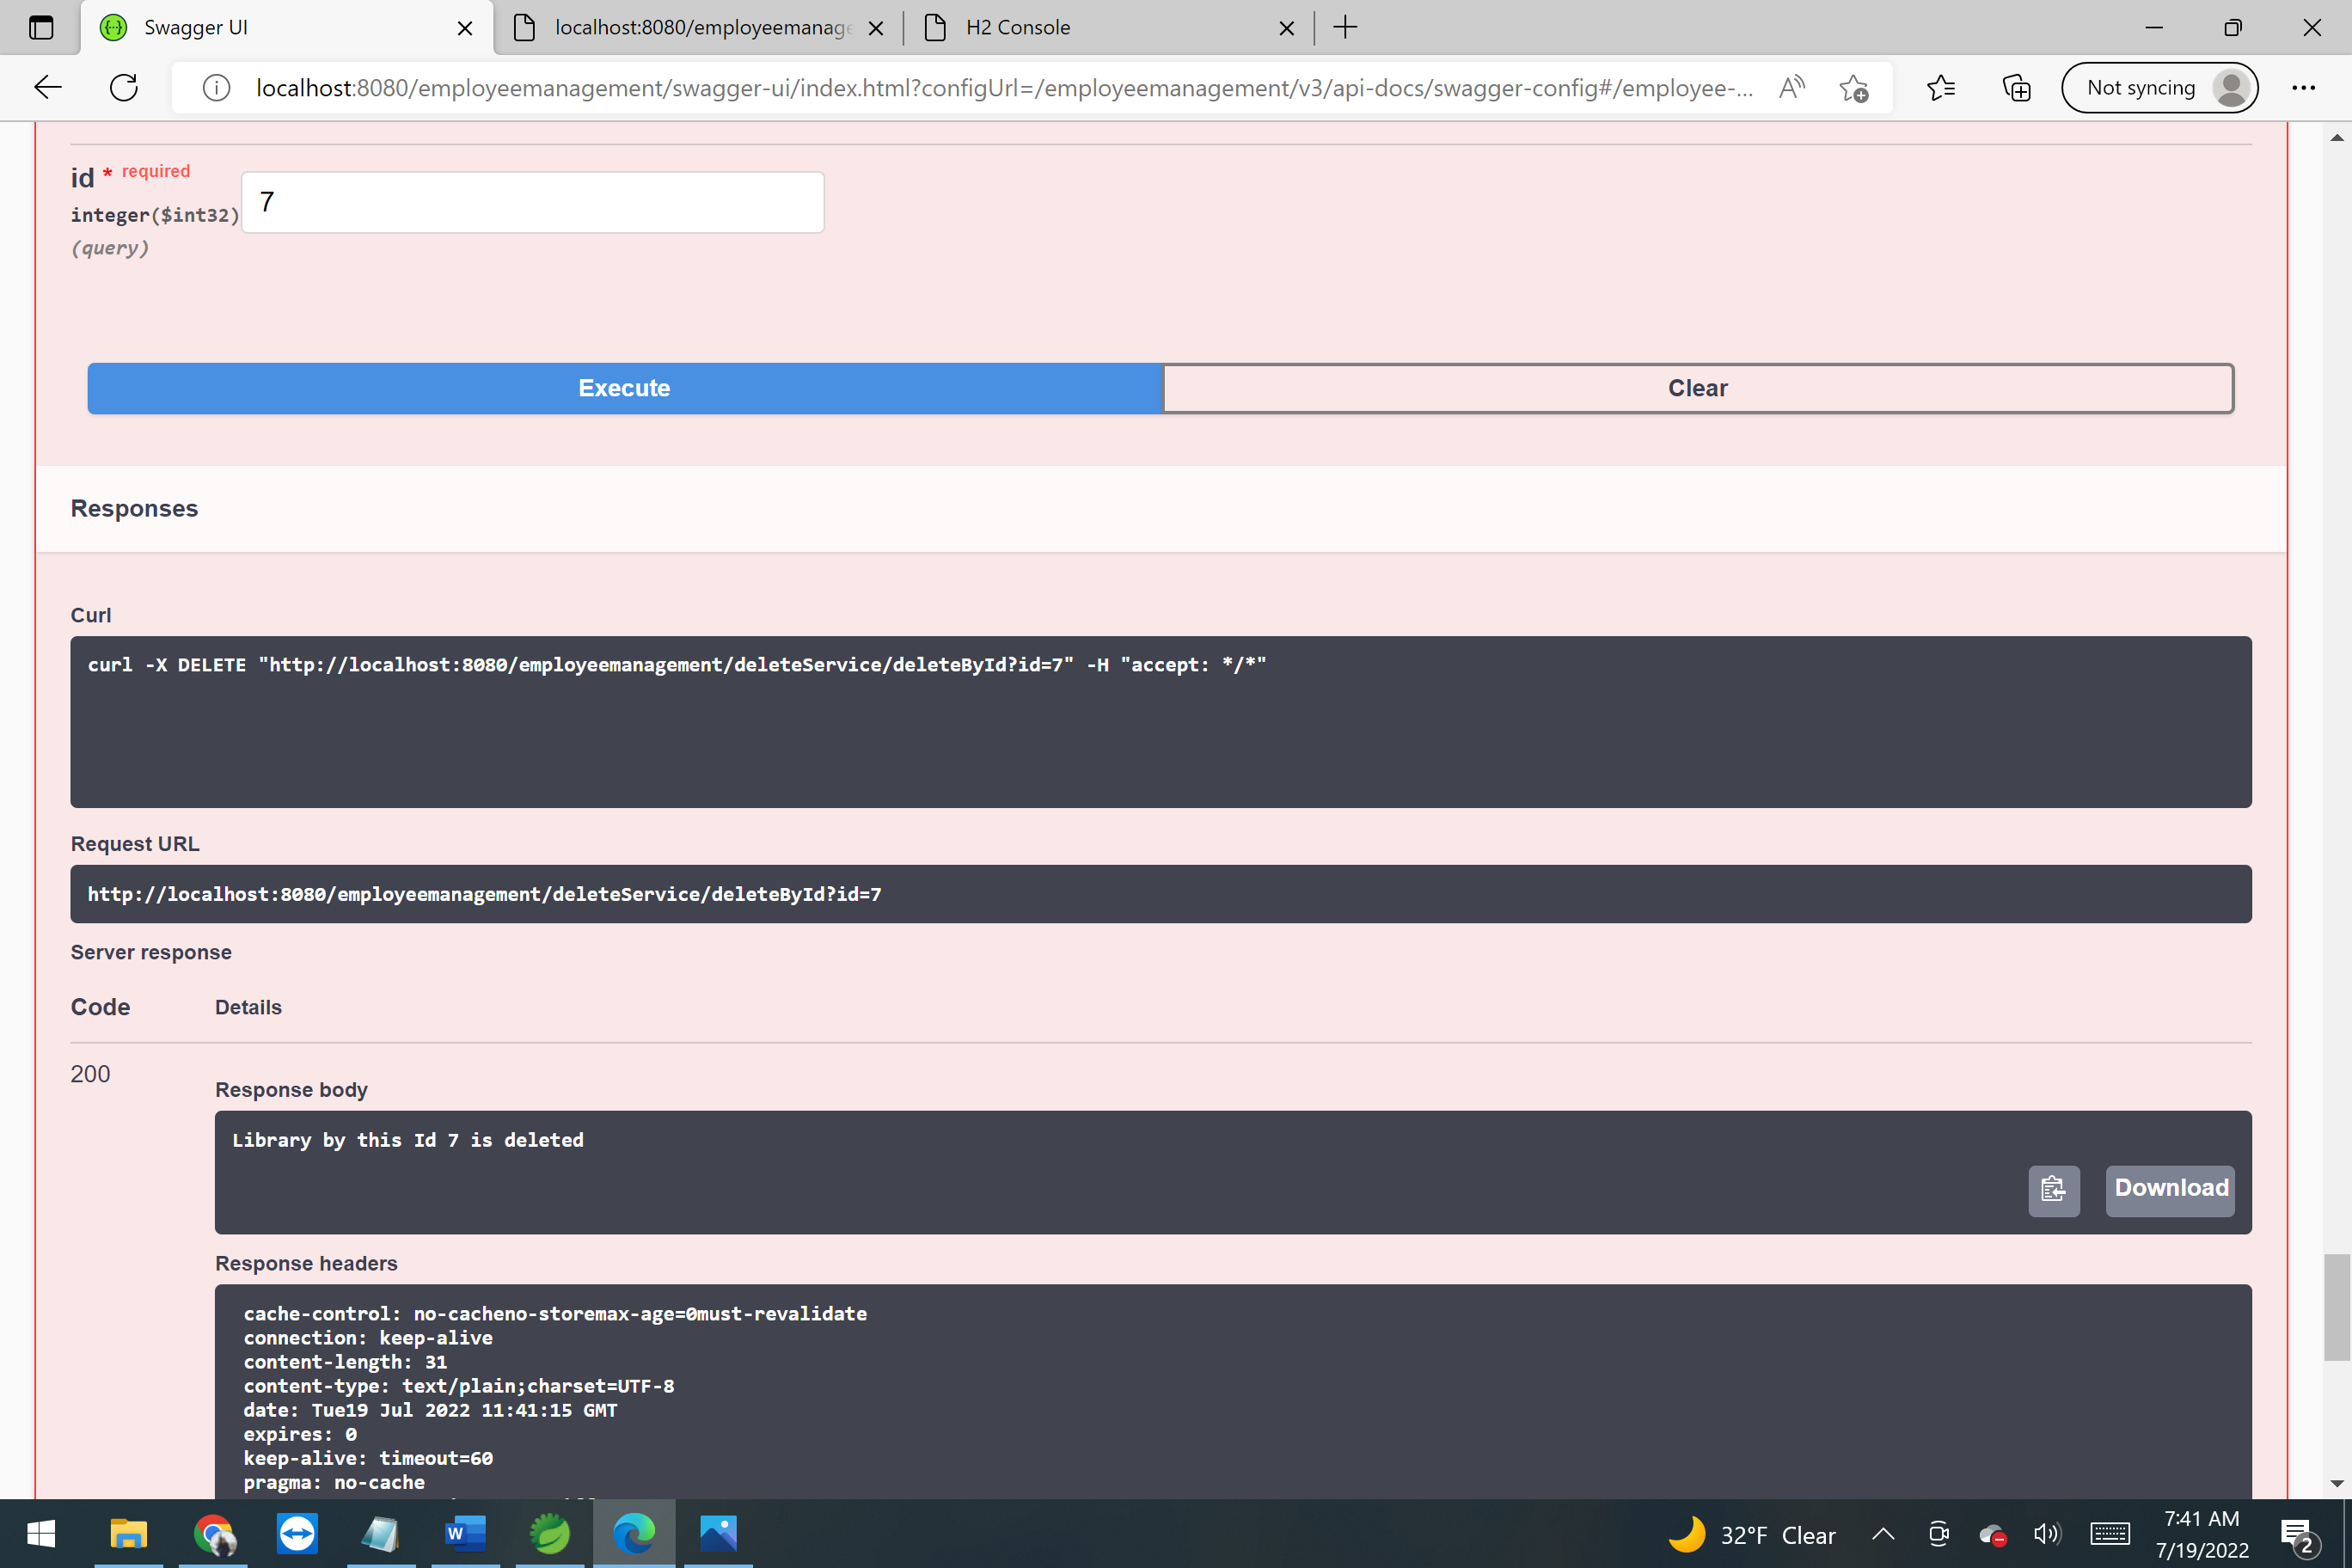 Swagger UI
localhost:8080/employeemanage
H2 Console
localhost:8080/employeemanagement/swagger-ui/index.html?configUrl=/employeemanagement/v3/api-docs/swagger-config#/employee-...
Not syncing
id * required
integer($int32)
(query)
7
Execute
Clear
Responses
Curl
curl -X DELETE "http://localhost:8080/employeemanagement/deleteService/deleteById?id=7" -H "accept: */*"
Request URL
http://localhost:8080/employeemanagement/deleteService/deleteById?id=7
Server response
Code Details
200
Response body
Library by this Id 7 is deleted
Download
Response headers
cache-control: no-cacheno-storemax-age=0must-revalidate
connection: keep-alive
content-length: 31
content-type: text/plain;charset=UTF-8
date: Tue19 Jul 2022 11:41:15 GMT
expires: 0
keep-alive: timeout=60
pragma: no-cache
32°F Clear
7:41 AM
7/19/2022
2